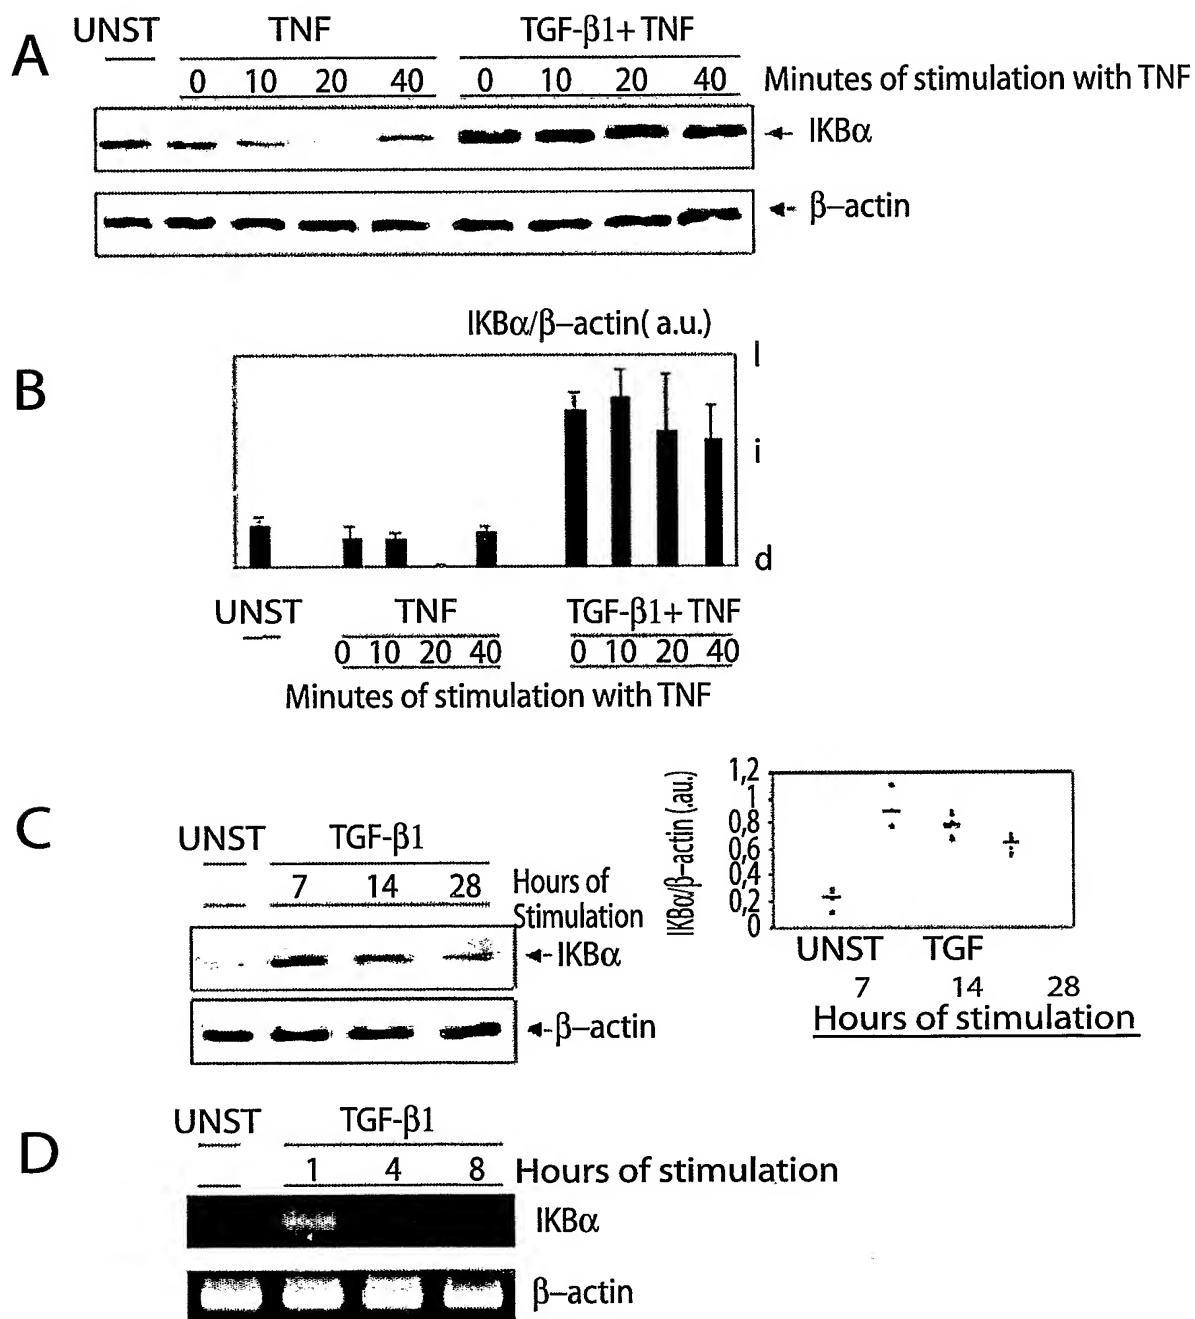 A
UNST TNF TGF-β1+ TNF
0 10 20 40 0 10 20 40 Minutes of stimulation with TNF
IKBα
β–actin
B
IKBα/β–actin( a.u.)
l
i
d
UNST TNF TGF-β1+ TNF
0 10 20 40 0 10 20 40
Minutes of stimulation with TNF
C
UNST TGF-β1
7 14 28 Hours of
Stimulation
IKBα
β–actin
IKBα/β–actin (.au.)
1,2
1
0,8
0,6
0,4
0,2
0
UNST TGF
7 14 28
Hours of stimulation
D
UNST TGF-β1
1 4 8 Hours of stimulation
IKBα
β–actin